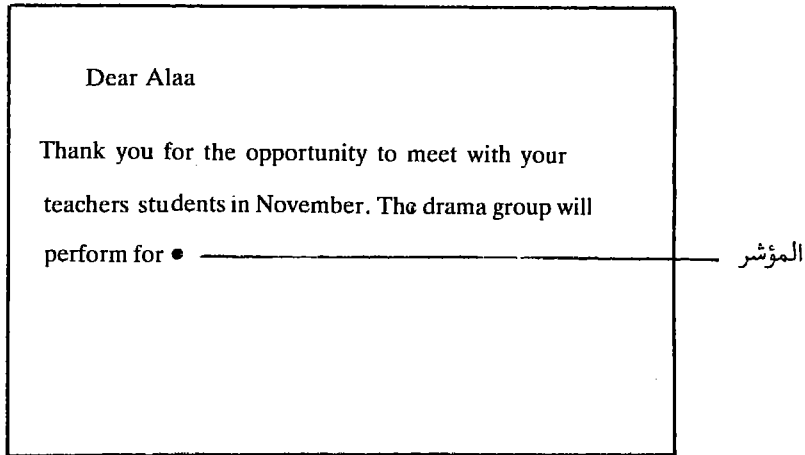 Dear Alaa
Thank you for the opportunity to meet with your
teachers students in November. The drama group will
perform for
المؤشر